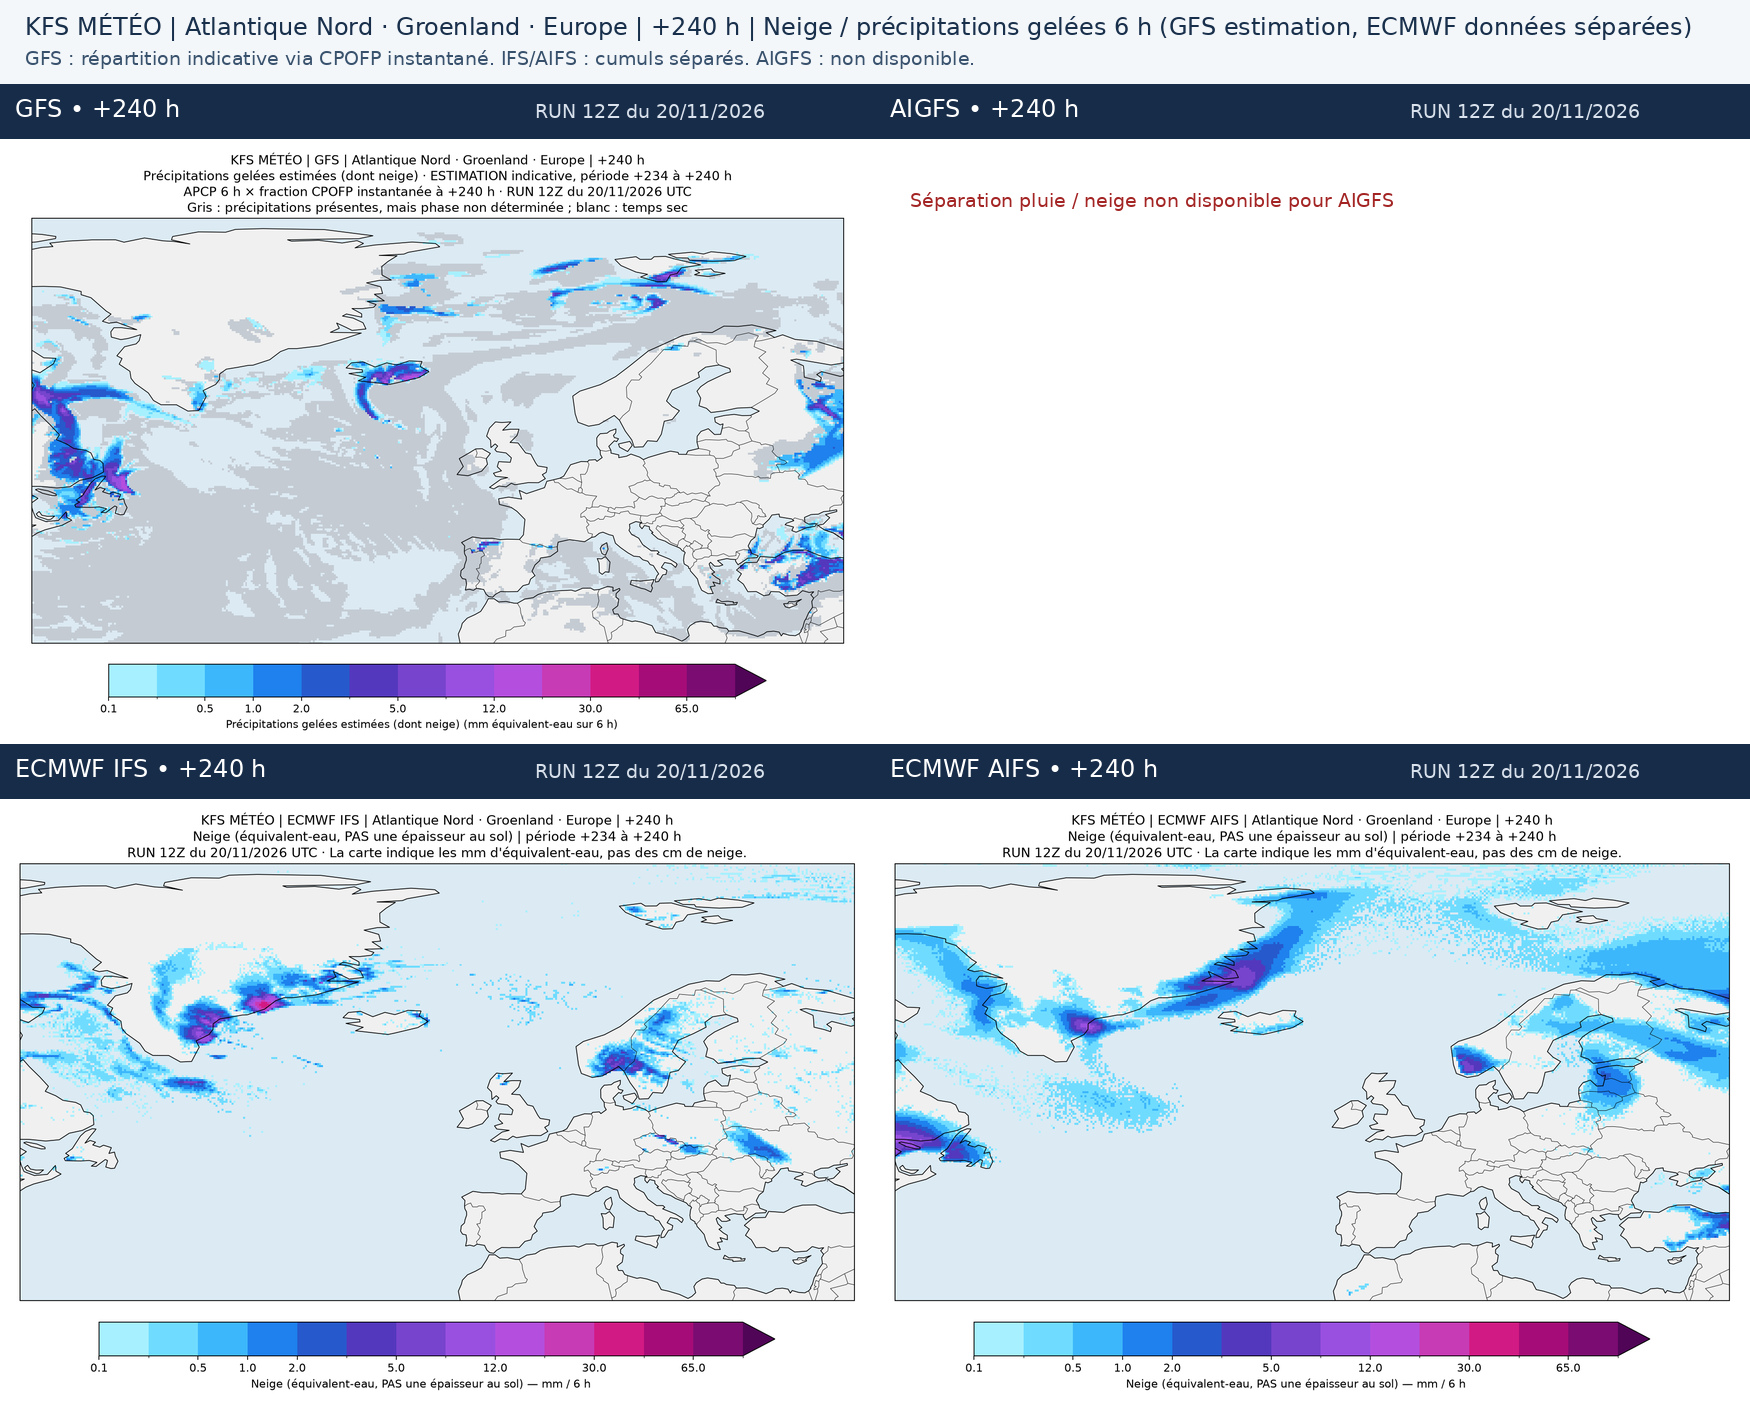 KFS MÉTÉO | Atlantique Nord · Groenland · Europe | +240 h | Neige / précipitations gelées 6 h (GFS estimation, ECMWF données séparées)
GFS : répartition indicative via CPOFP instantané. IFS/AIFS : cumuls séparés. AIGFS : non disponible.
GFS • +240 h RUN 12Z du 20/11/2026
AIGFS • +240 h RUN 12Z du 20/11/2026
KFS MÉTÉO | GFS | Atlantique Nord · Groenland · Europe | +240 h
Précipitations gelées estimées (dont neige) · ESTIMATION indicative, période +234 à +240 h
APCP 6 h × fraction CPOFP instantanée à +240 h · RUN 12Z du 20/11/2026 UTC
Gris : précipitations présentes, mais phase non déterminée ; blanc : temps sec
Séparation pluie / neige non disponible pour AIGFS
0.1 0.5 1.0 2.0 5.0 12.0 30.0 65.0
Précipitations gelées estimées (dont neige) (mm équivalent-eau sur 6 h)
ECMWF IFS • +240 h RUN 12Z du 20/11/2026
ECMWF AIFS • +240 h RUN 12Z du 20/11/2026
KFS MÉTÉO | ECMWF IFS | Atlantique Nord · Groenland · Europe | +240 h
Neige (équivalent-eau, PAS une épaisseur au sol) | période +234 à +240 h
RUN 12Z du 20/11/2026 UTC · La carte indique les mm d'équivalent-eau, pas des cm de neige.
0.1 0.5 1.0 2.0 5.0 12.0 30.0 65.0
Neige (équivalent-eau, PAS une épaisseur au sol) — mm / 6 h
KFS MÉTÉO | ECMWF AIFS | Atlantique Nord · Groenland · Europe | +240 h
Neige (équivalent-eau, PAS une épaisseur au sol) | période +234 à +240 h
RUN 12Z du 20/11/2026 UTC · La carte indique les mm d'équivalent-eau, pas des cm de neige.
0.1 0.5 1.0 2.0 5.0 12.0 30.0 65.0
Neige (équivalent-eau, PAS une épaisseur au sol) — mm / 6 h